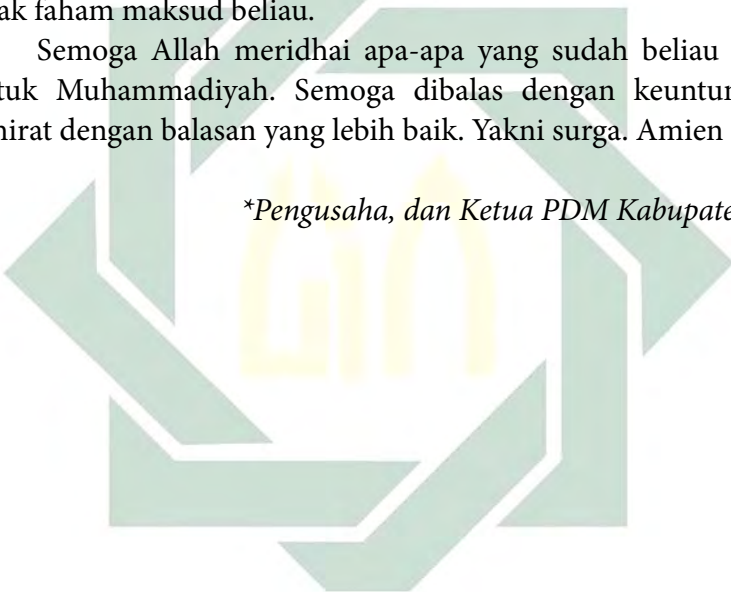 ak faham maksud beliau.
Semoga Allah meridhai apa-apa yang sudah beliau
tuk Muhammadiyah. Semoga dibalas dengan keuntun
hirat dengan balasan yang lebih baik. Yakni surga. Amien
*Pengusaha, dan Ketua PDM Kabupate